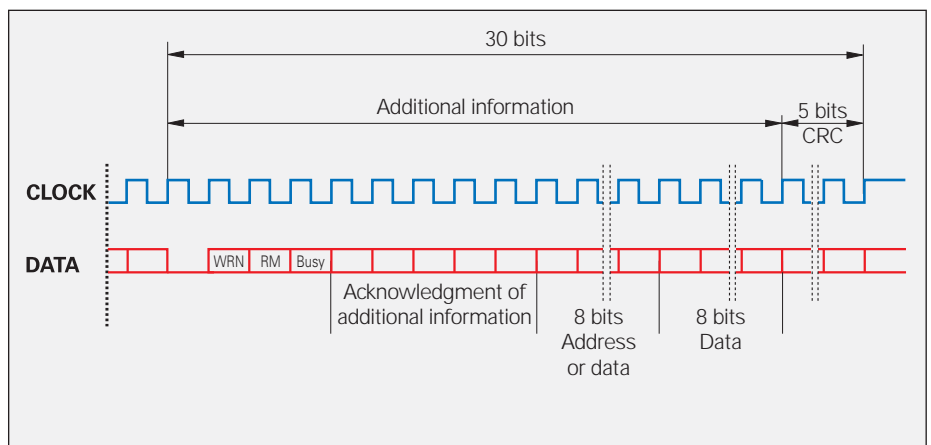 30 bits
Additional information
5 bits
CRC
CLOCK
DATA
WRN
RM
Busy
Acknowledgment of
additional information
8 bits
Address
or data
8 bits
Data